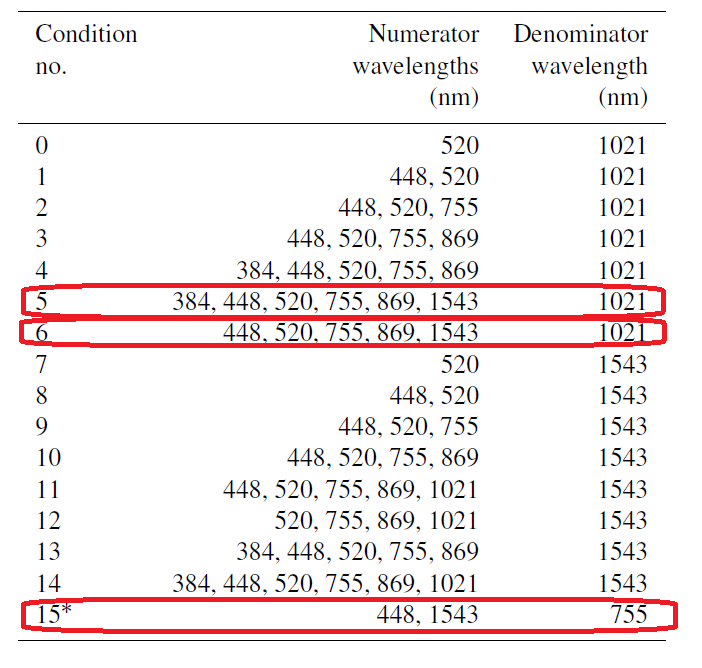 Condition Numerator Denominator
no. wavelengths wavelength
(nm) (nm)
0 520 1021
1 448, 520 1021
2 448, 520, 755 1021
3 448, 520, 755, 869 1021
4 384, 448, 520, 755, 869 1021
5 384, 448, 520, 755, 869, 1543 1021
6 448, 520, 755, 869, 1543 1021
7 520 1543
8 448, 520 1543
9 448, 520, 755 1543
10 448, 520, 755, 869 1543
11 448, 520, 755, 869, 1021 1543
12 520, 755, 869, 1021 1543
13 384, 448, 520, 755, 869 1543
14 384, 448, 520, 755, 869, 1021 1543
15* 448, 1543 755